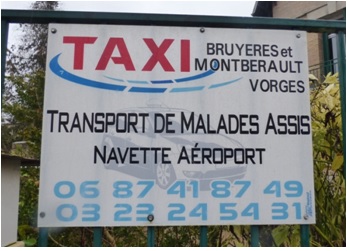 TAXI
BRUYERES et
MONTBERAULT
VORGES
TRANSPORT DE MALADES ASSIS
NAVETTE AÉROPORT
06 87 41 87 49
03 23 24 54 31